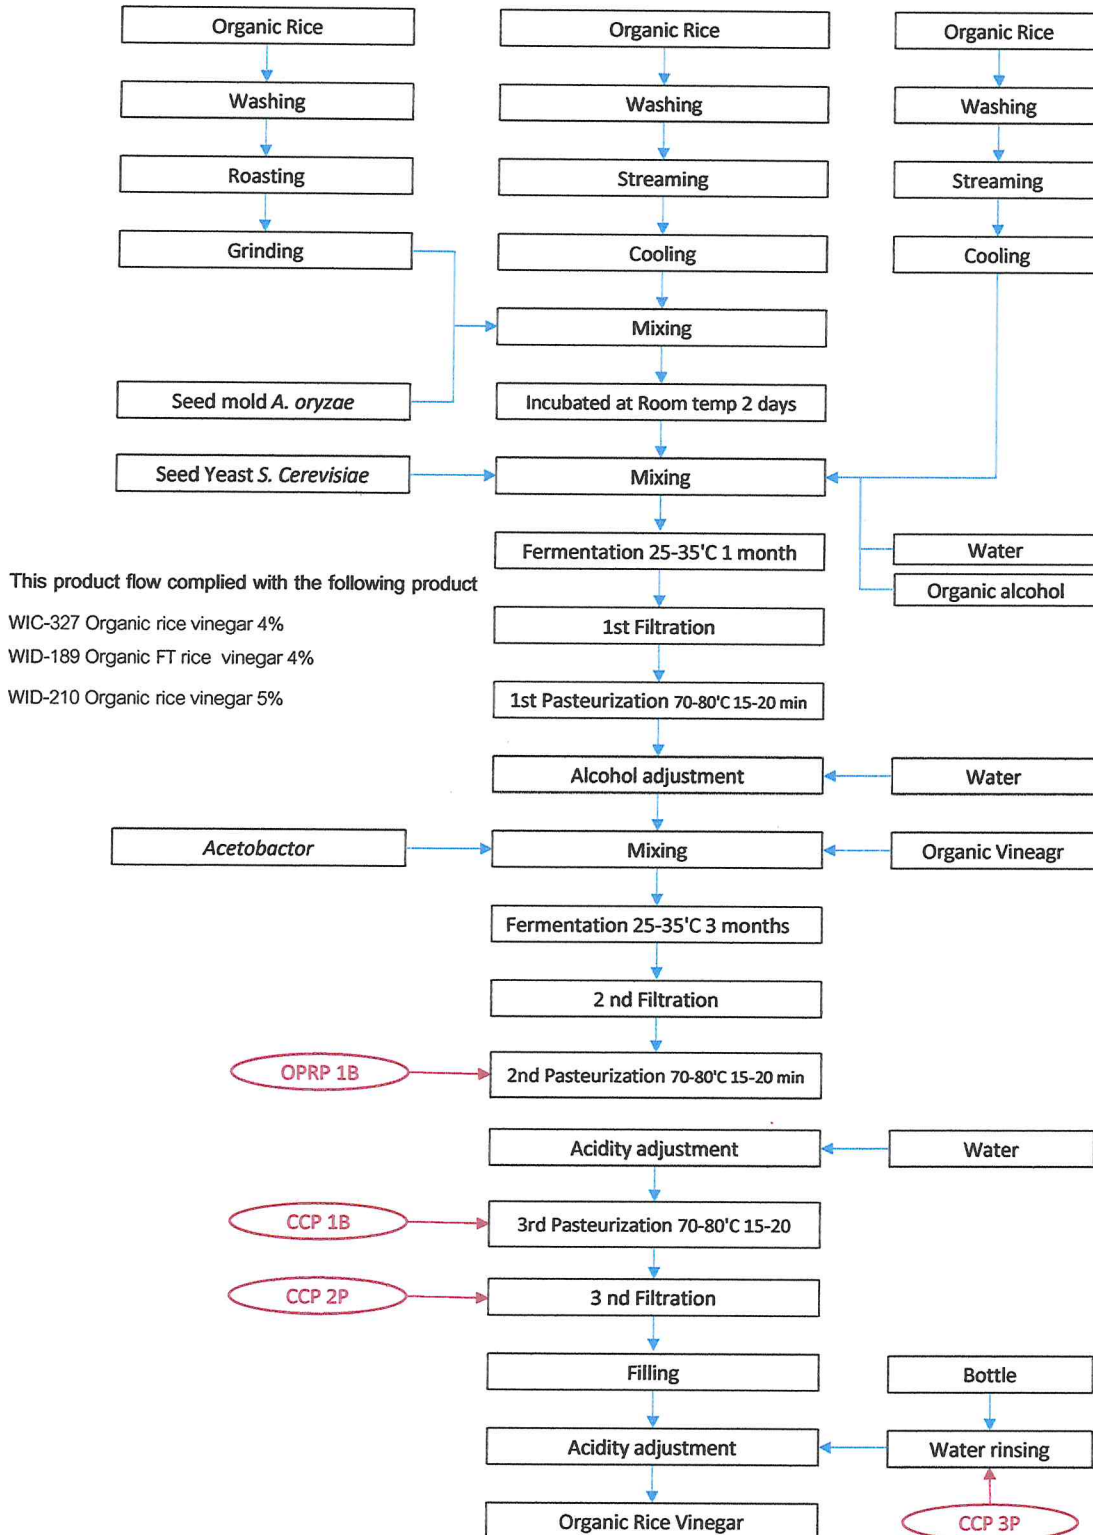 Organic Rice
Organic Rice
Organic Rice
Washing
Washing
Washing
Roasting
Streaming
Streaming
Grinding
Cooling
Cooling
Mixing
Seed mold A. oryzae
Incubated at Room temp 2 days
Seed Yeast S. Cerevisiae
Mixing
Fermentation 25-35'C 1 month
Water
Organic alcohol
This product flow complied with the following product
WIC-327 Organic rice vinegar 4%
WID-189 Organic FT rice vinegar 4%
WID-210 Organic rice vinegar 5%
1st Filtration
1st Pasteurization 70-80'C 15-20 min
Alcohol adjustment
Water
Acetobactor
Mixing
Organic Vineagr
Fermentation 25-35'C 3 months
2 nd Filtration
OPRP 1B
2nd Pasteurization 70-80'C 15-20 min
Acidity adjustment
Water
CCP 1B
3rd Pasteurization 70-80'C 15-20
CCP 2P
3 nd Filtration
Filling
Bottle
Acidity adjustment
Water rinsing
Organic Rice Vinegar
CCP 3P